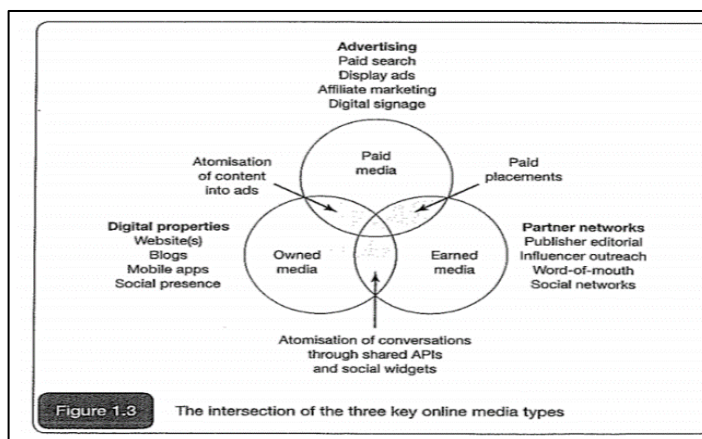 Advertising
Paid search
Display ads
Affiliate marketing
Digital signage
Paid
media
Atomisation
of content
into ads
Paid
placements
Digital properties
Website(s)
Blogs
Mobile apps
Social presence
Owned
media
Earned
media
Partner networks
Publisher editorial
Influencer outreach
Word-of-mouth
Social networks
Atomisation of conversations
through shared APIs
and social widgets
Figure 1.3 The intersection of the three key online media types